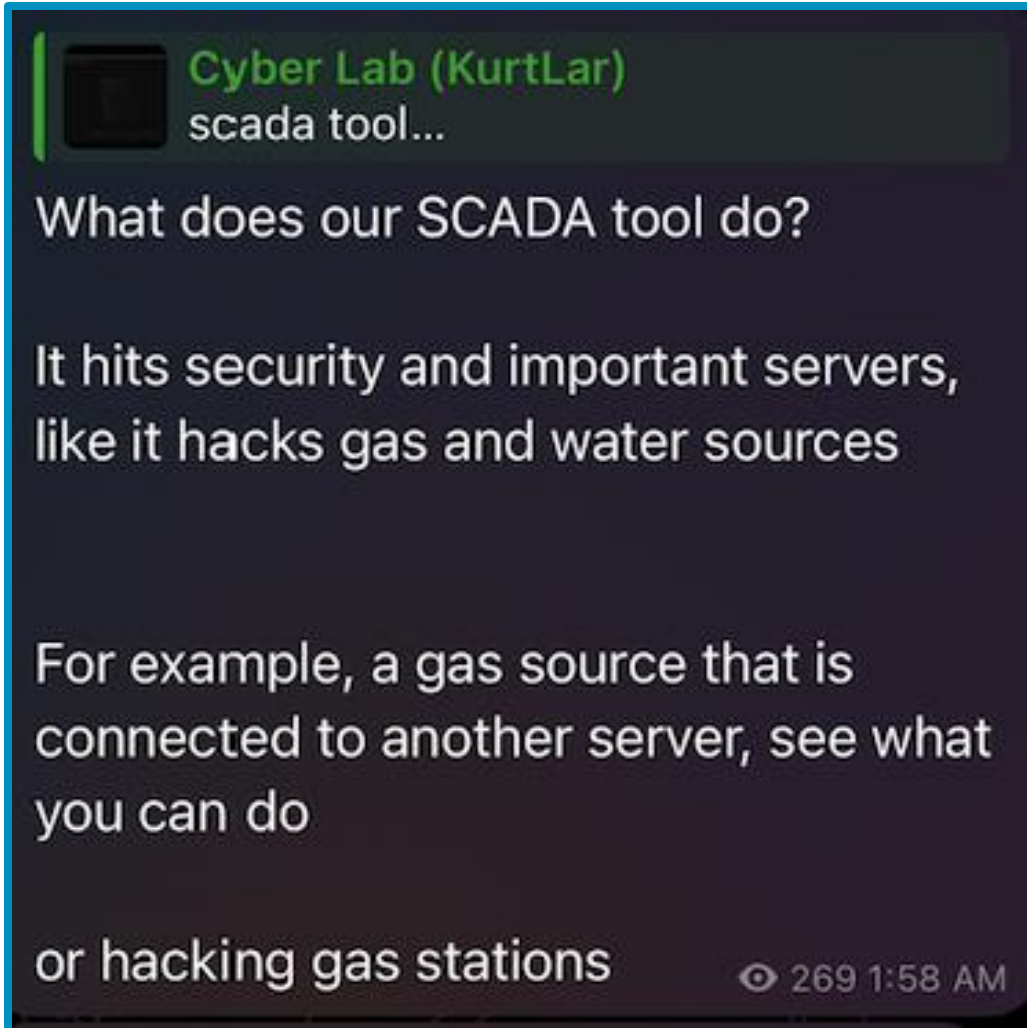 Cyber Lab (KurtLar)
scada tool...
What does our SCADA tool do?
It hits security and important servers,
like it hacks gas and water sources
For example, a gas source that is
connected to another server, see what
you can do
or hacking gas stations
269 1:58 AM